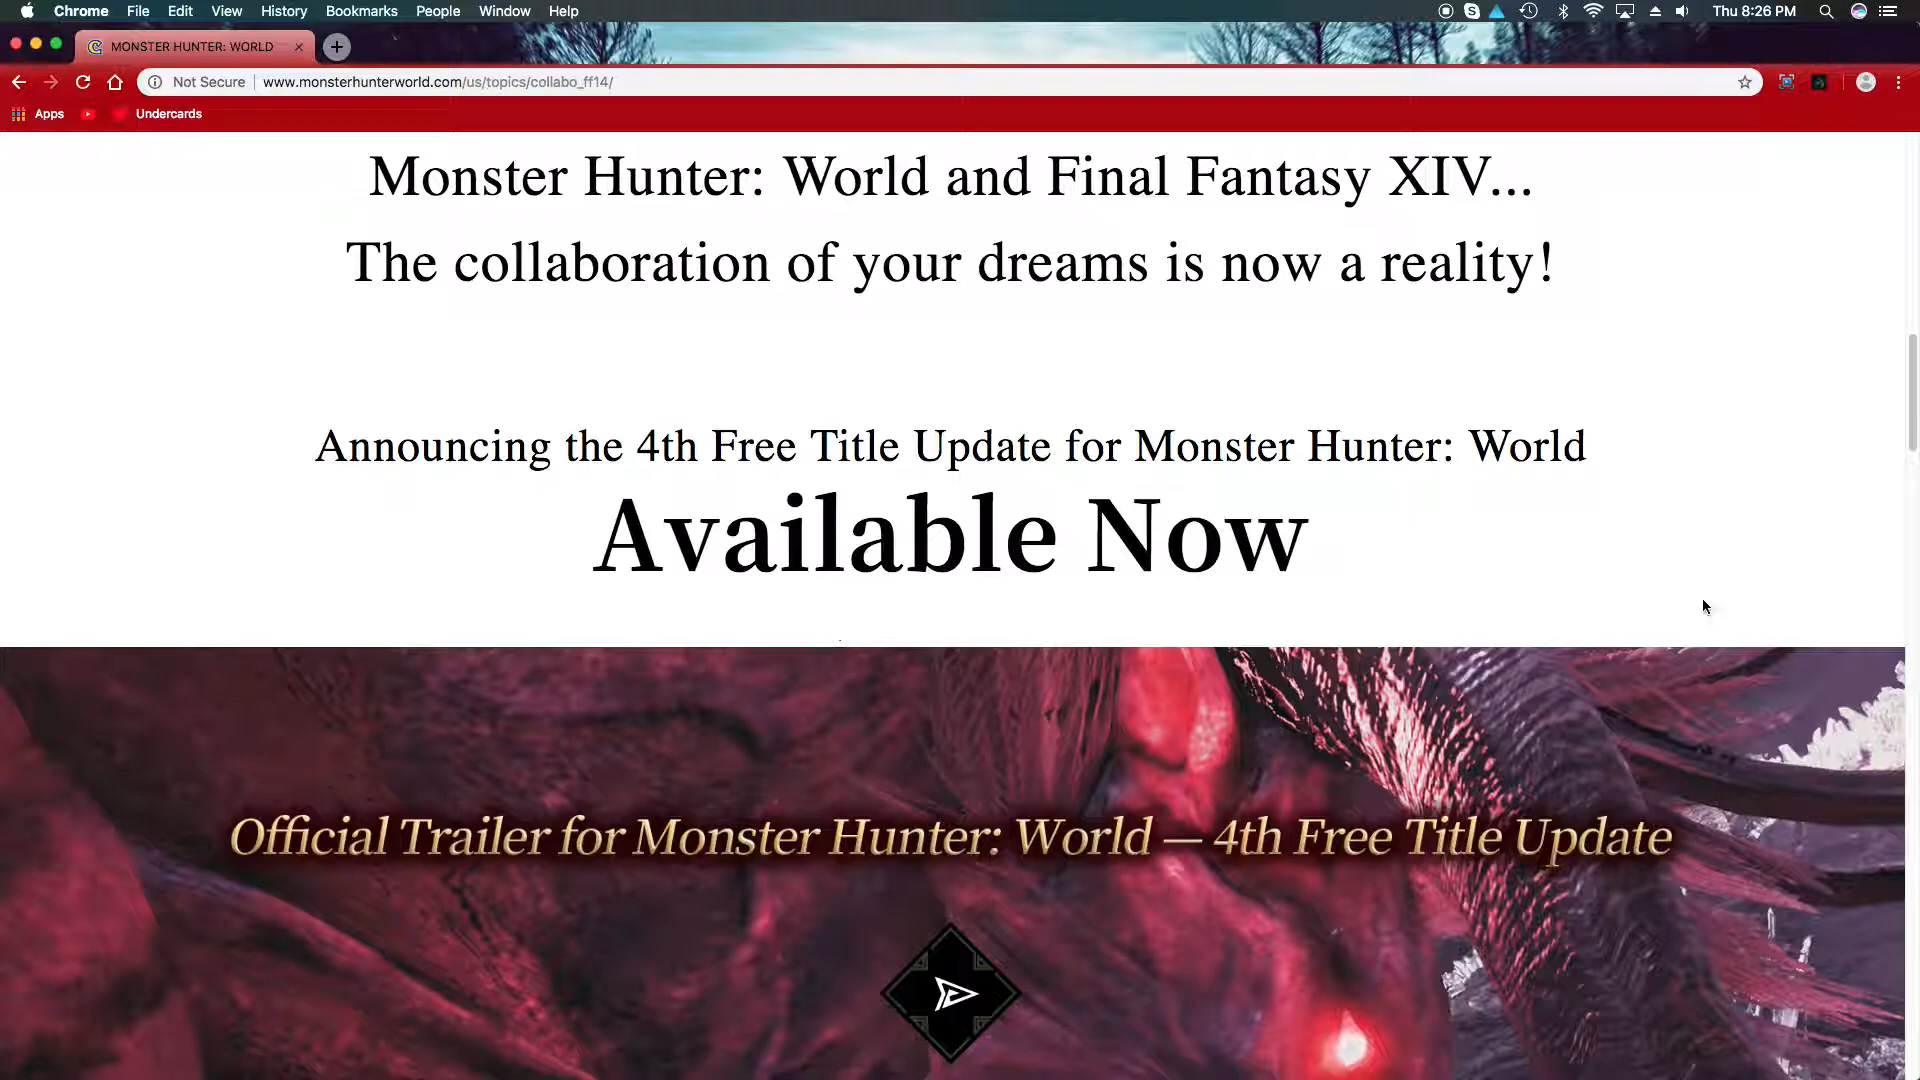 Chrome File Edit View History Bookmarks People Window Help Thu 8:26 PM
MONSTER HUNTER: WORLD
Not Secure www.monsterhunterworld.com/us/topics/collabo_ff14/
Apps Undercards
Monster Hunter: World and Final Fantasy XIV...
The collaboration of your dreams is now a reality!
Announcing the 4th Free Title Update for Monster Hunter: World
Available Now
Official Trailer for Monster Hunter: World — 4th Free Title Update